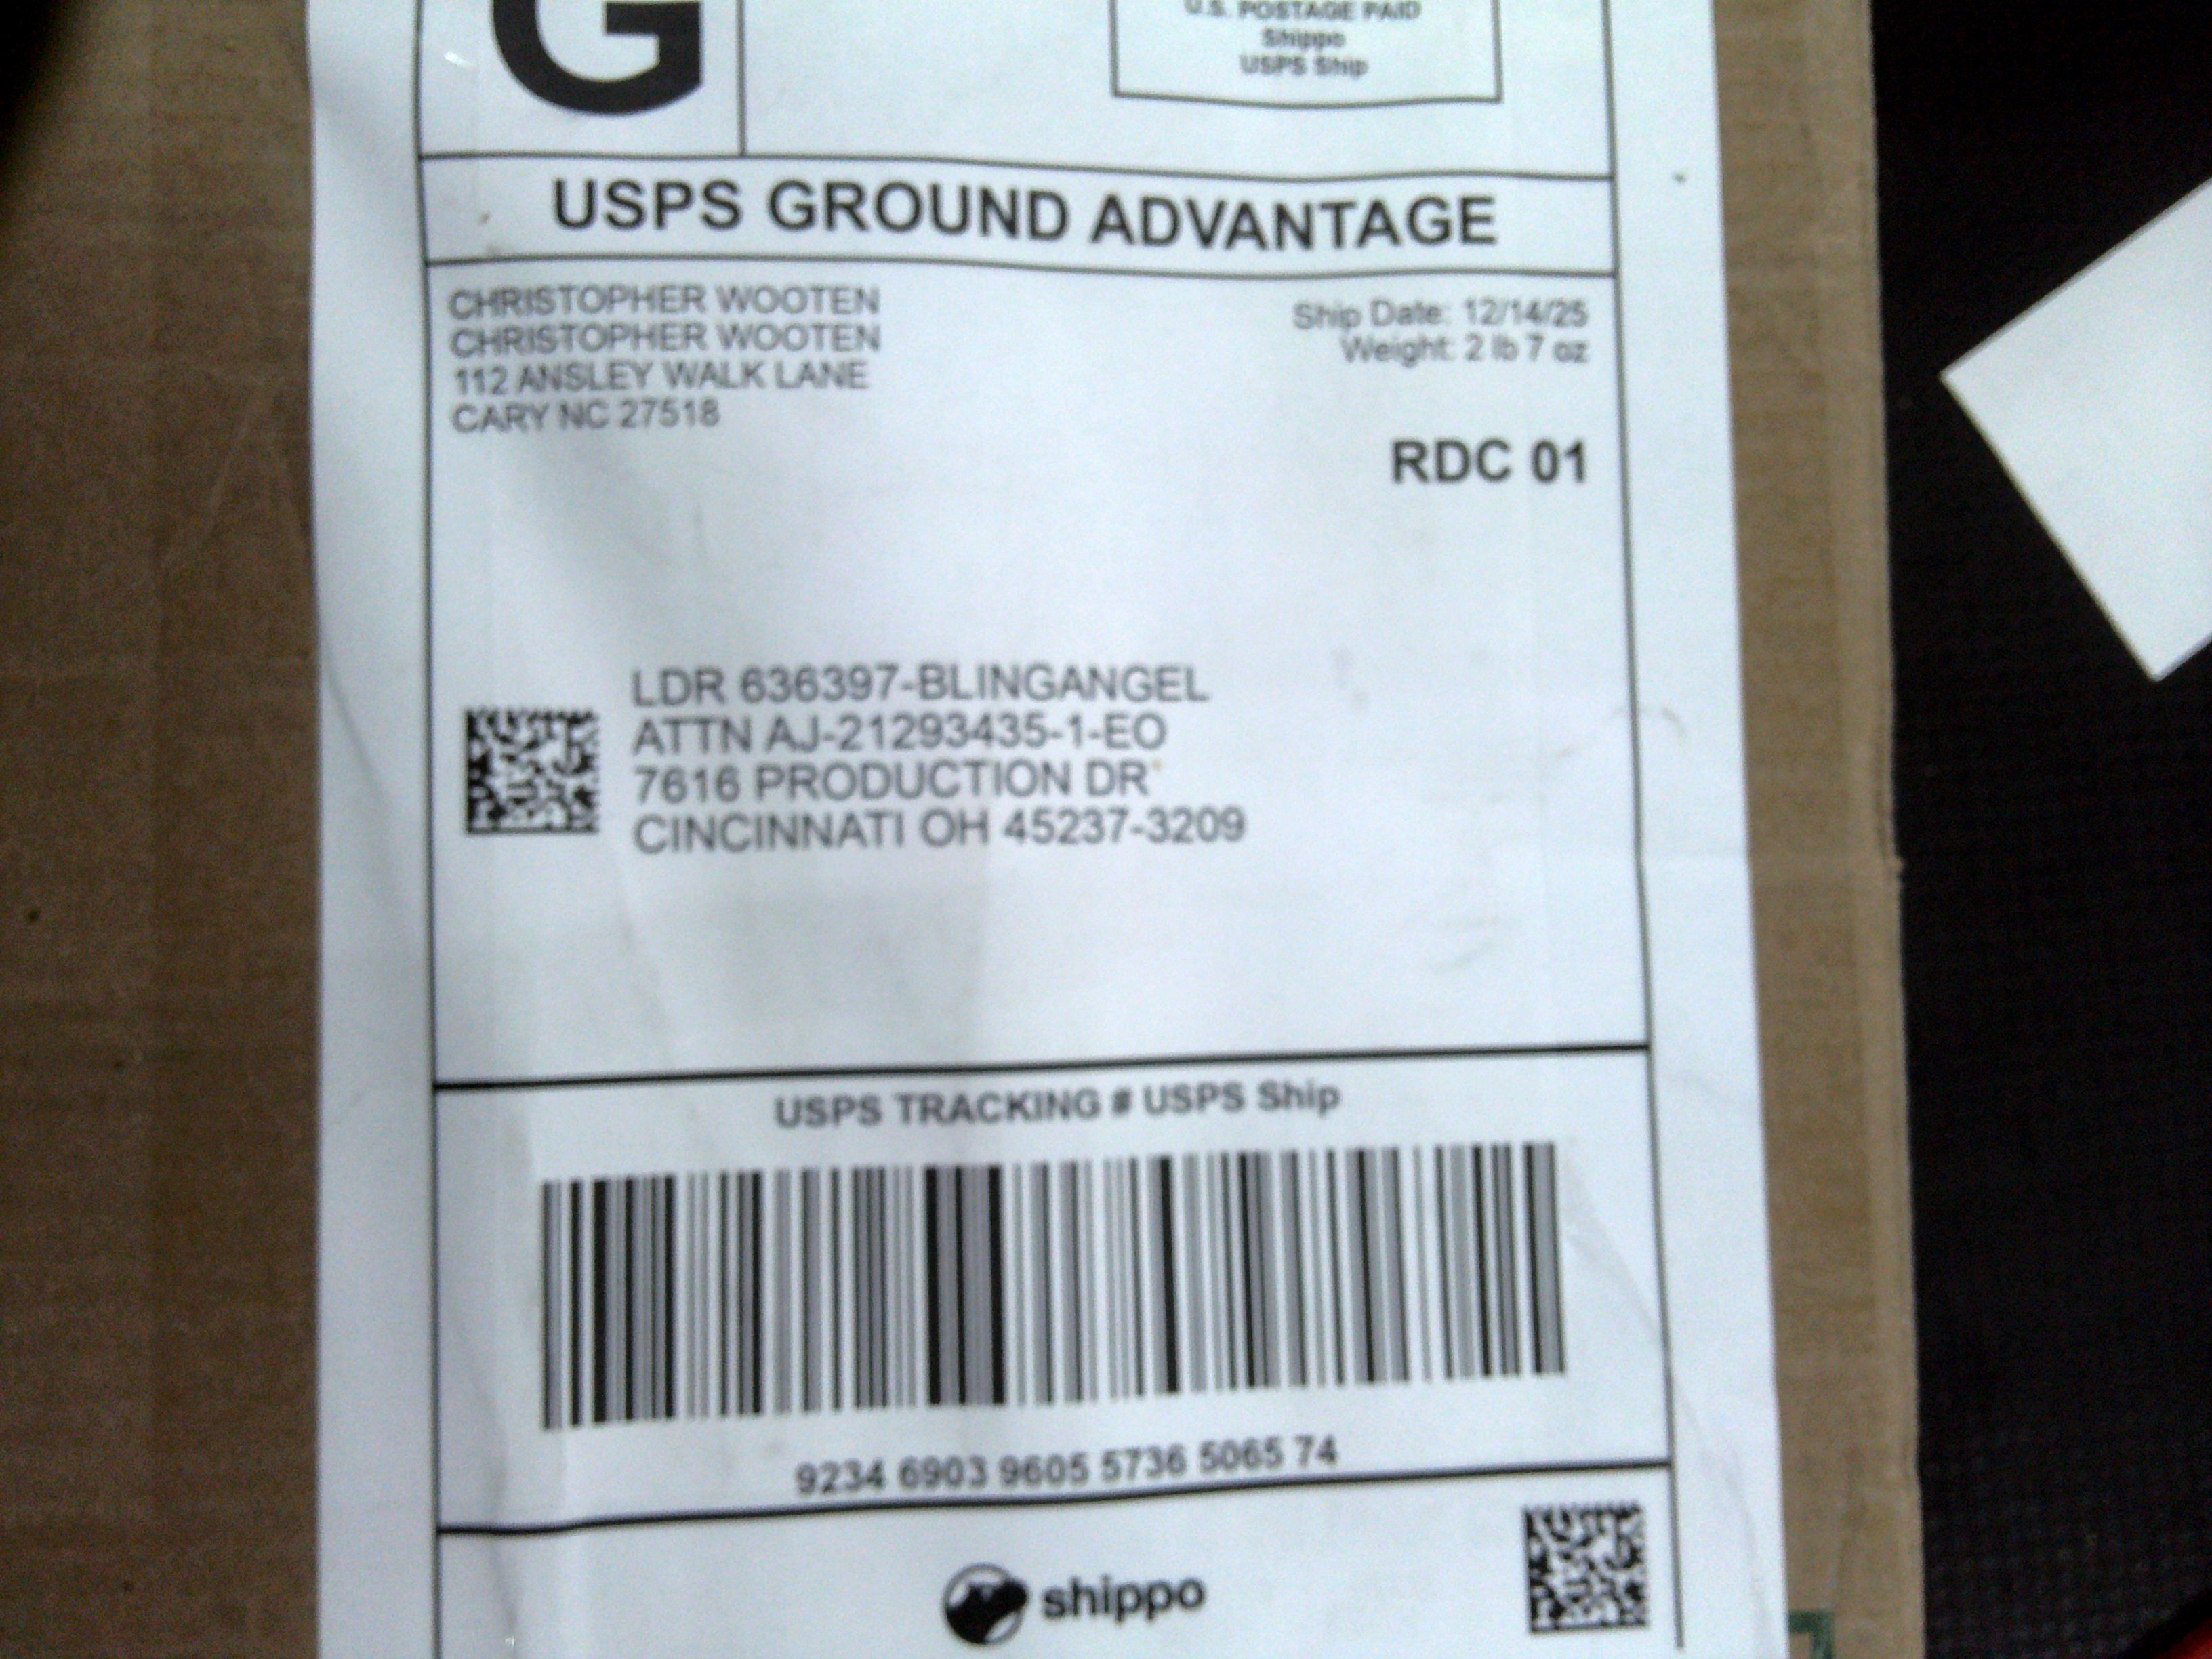 G
U.S. POSTAGE PAID
Shippo
USPS Ship
USPS GROUND ADVANTAGE
CHRISTOPHER WOOTEN
CHRISTOPHER WOOTEN
112 ANSLEY WALK LANE
CARY NC 27518
Ship Date: 12/14/25
Weight: 2 lb 7 oz
RDC 01
LDR 636397-BLINGANGEL
ATTN AJ-21293435-1-EO
7616 PRODUCTION DR
CINCINNATI OH 45237-3209
USPS TRACKING # USPS Ship
9234 6903 9605 5736 5065 74
shippo